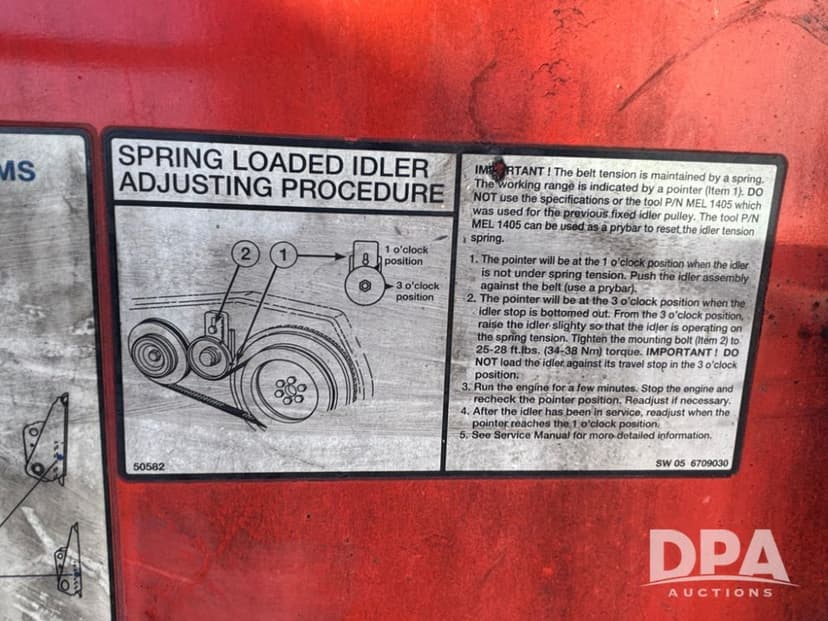 MS
SPRING LOADED IDLER
ADJUSTING PROCEDURE
2
1
1 o'clock
position
3 o'clock
position
50582
IMPORTANT ! The belt tension is maintained by a spring.
The working range is indicated by a pointer (Item 1). DO
NOT use the specifications or the tool P/N MEL 1405 which
was used for the previous fixed idler pulley. The tool P/N
MEL 1405 can be used as a prybar to reset the idler tension
spring.
1. The pointer will be at the 1 o'clock position when the idler
is not under spring tension. Push the idler assembly
against the belt (use a prybar).
2. The pointer will be at the 3 o'clock position when the
idler stop is bottomed out. From the 3 o'clock position,
raise the idler slighty so that the idler is operating on
the spring tension. Tighten the mounting bolt (Item 2) to
25-28 ft.lbs. (34-38 Nm) torque. IMPORTANT ! DO
NOT load the idler against its travel stop in the 3 o'clock
position.
3. Run the engine for a few minutes. Stop the engine and
recheck the pointer position. Readjust if necessary.
4. After the idler has been in service, readjust when the
pointer reaches the 1 o'clock position.
5. See Service Manual for more detailed information.
SW 05 6709030
DPA
AUCTIONS